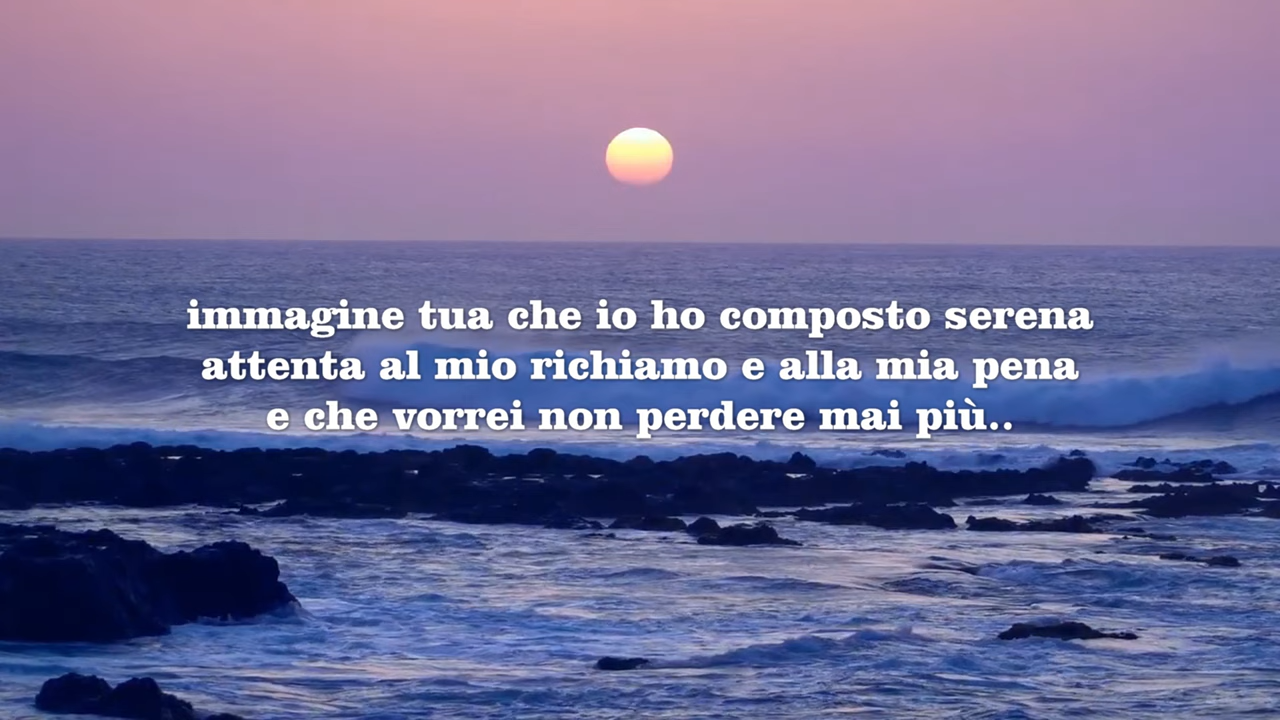 immagine tua che io ho composto serena
attenta al mio richiamo e alla mia pena
e che vorrei non perdere mai più..